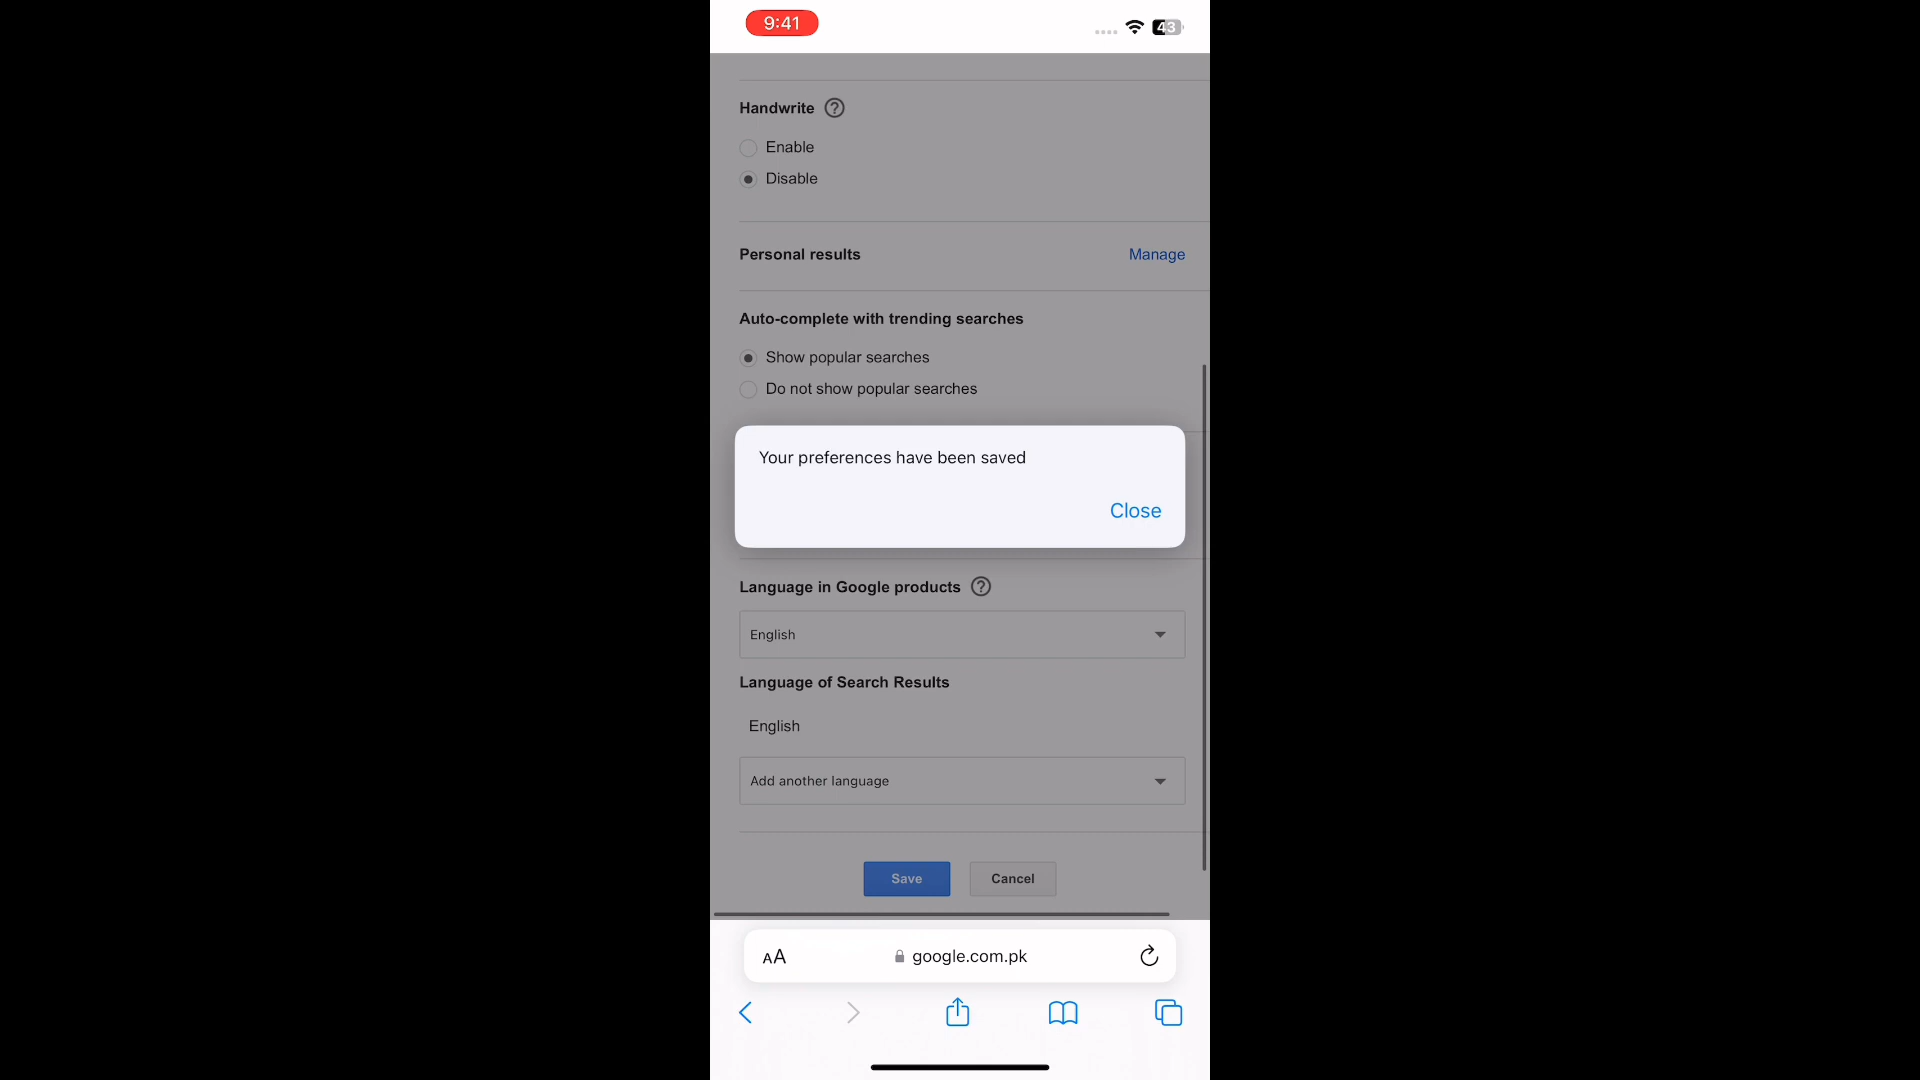 9:41
43
Handwrite
Enable
Disable
Personal results Manage
Auto-complete with trending searches
Show popular searches
Do not show popular searches
Your preferences have been saved
Close
Language in Google products
English
Language of Search Results
English
Add another language
Save Cancel
AA google.com.pk